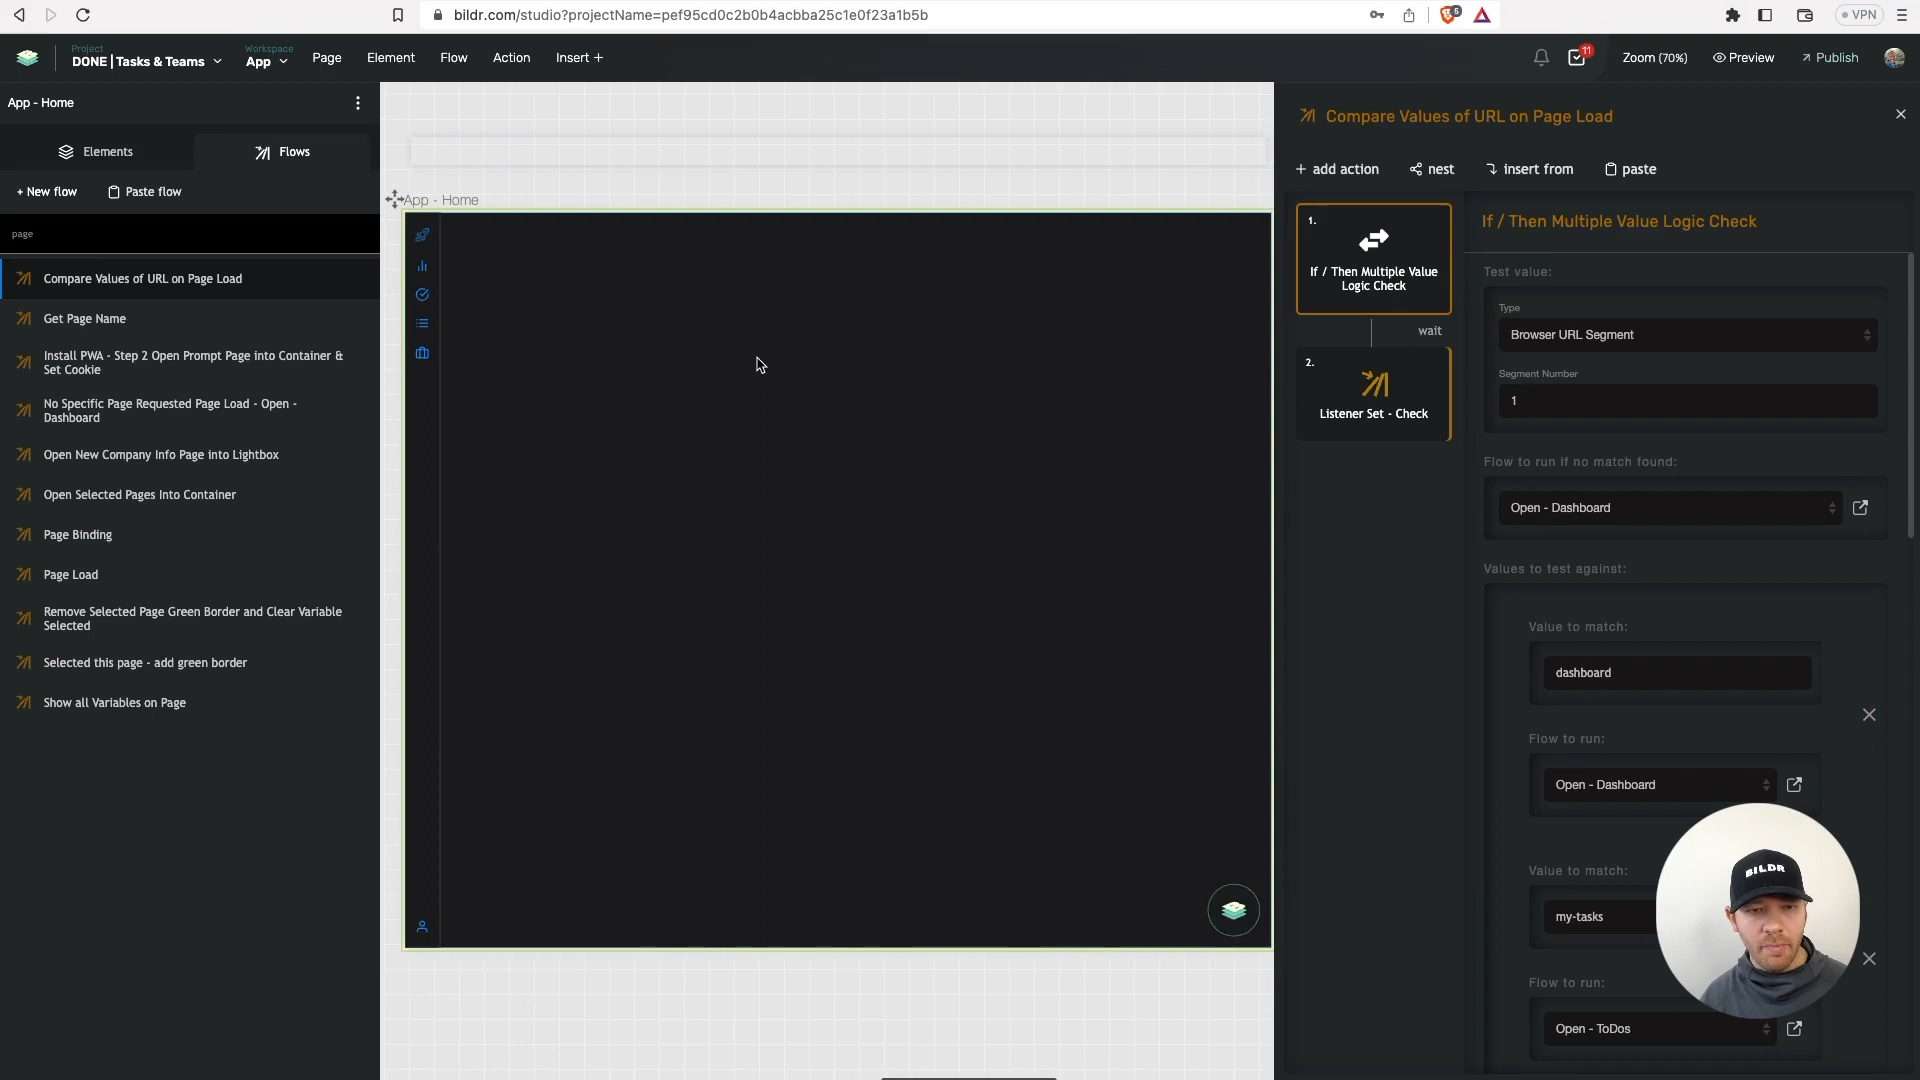 bildr.com/studio?projectName=pef95cd0c2b0b4acbba25c1e0f23a1b5b
5
VPN
Project
DONE | Tasks & Teams
Workspace
App
Page
Element
Flow
Action
Insert +
11
Zoom (70%)
Preview
Publish
App - Home
Elements
Flows
+ New flow
Paste flow
page
Compare Values of URL on Page Load
Get Page Name
Install PWA - Step 2 Open Prompt Page into Container &
Set Cookie
No Specific Page Requested Page Load - Open -
Dashboard
Open New Company Info Page into Lightbox
Open Selected Pages Into Container
Page Binding
Page Load
Remove Selected Page Green Border and Clear Variable
Selected
Selected this page - add green border
Show all Variables on Page
App - Home
Compare Values of URL on Page Load
+ add action
nest
insert from
paste
1.
If / Then Multiple Value
Logic Check
wait
2.
Listener Set - Check
If / Then Multiple Value Logic Check
Test value:
Type
Browser URL Segment
Segment Number
1
Flow to run if no match found:
Open - Dashboard
Values to test against:
Value to match:
dashboard
Flow to run:
Open - Dashboard
Value to match:
my-tasks
Flow to run:
Open - ToDos
BILDR